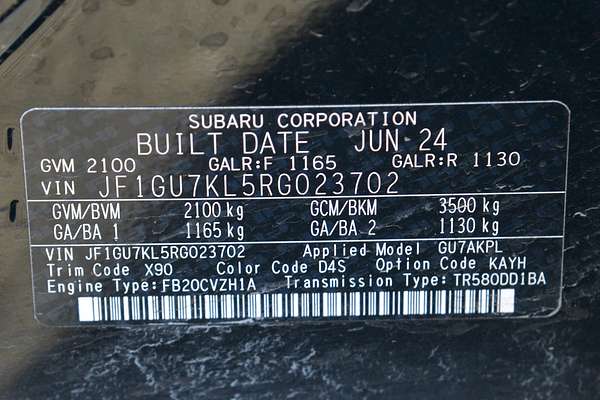 SUBARU CORPORATION
BUILT DATE JUN 24
GVM 2100 GALR:F 1165 GALR:R 1130
VIN JF1GU7KL5RG023702
GVM/BVM 2100 kg GCM/BKM 3500 kg
GA/BA 1 1165 kg GA/BA 2 1130 kg
VIN JF1GU7KL5RG023702 Applied Model GU7AKPL
Trim Code X90 Color Code D4S Option Code KAYH
Engine Type:FB20CVZH1A Transmission Type:TR580DD1BA